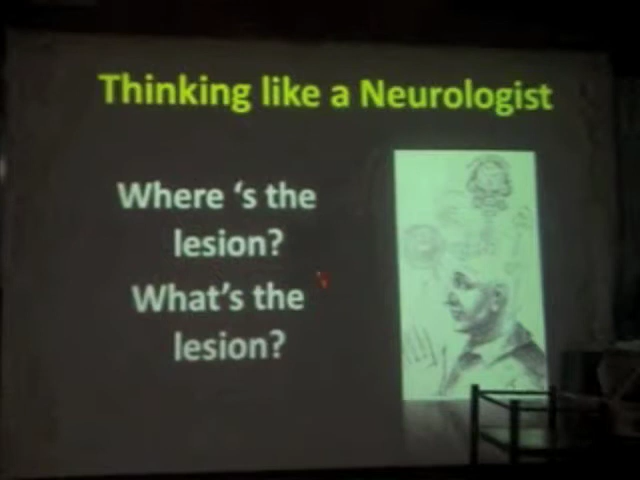 Thinking like a Neurologist
Where ‘s the
lesion?
What’s the
lesion?